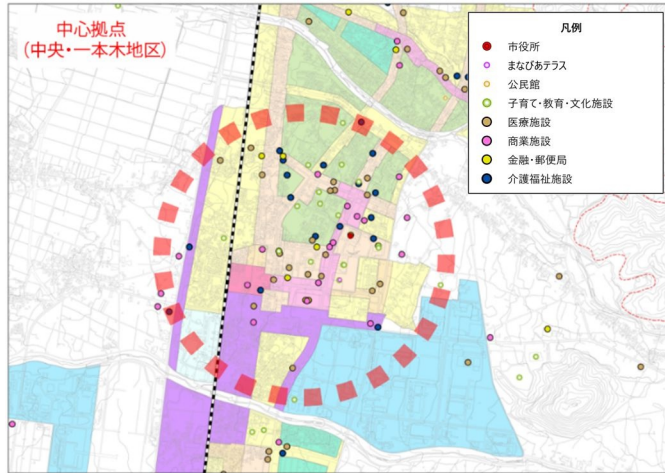 中心拠点
（中央・一本木地区）
凡例
市役所
まなびあテラス
公民館
子育て・教育・文化施設
医療施設
商業施設
金融・郵便局
介護福祉施設